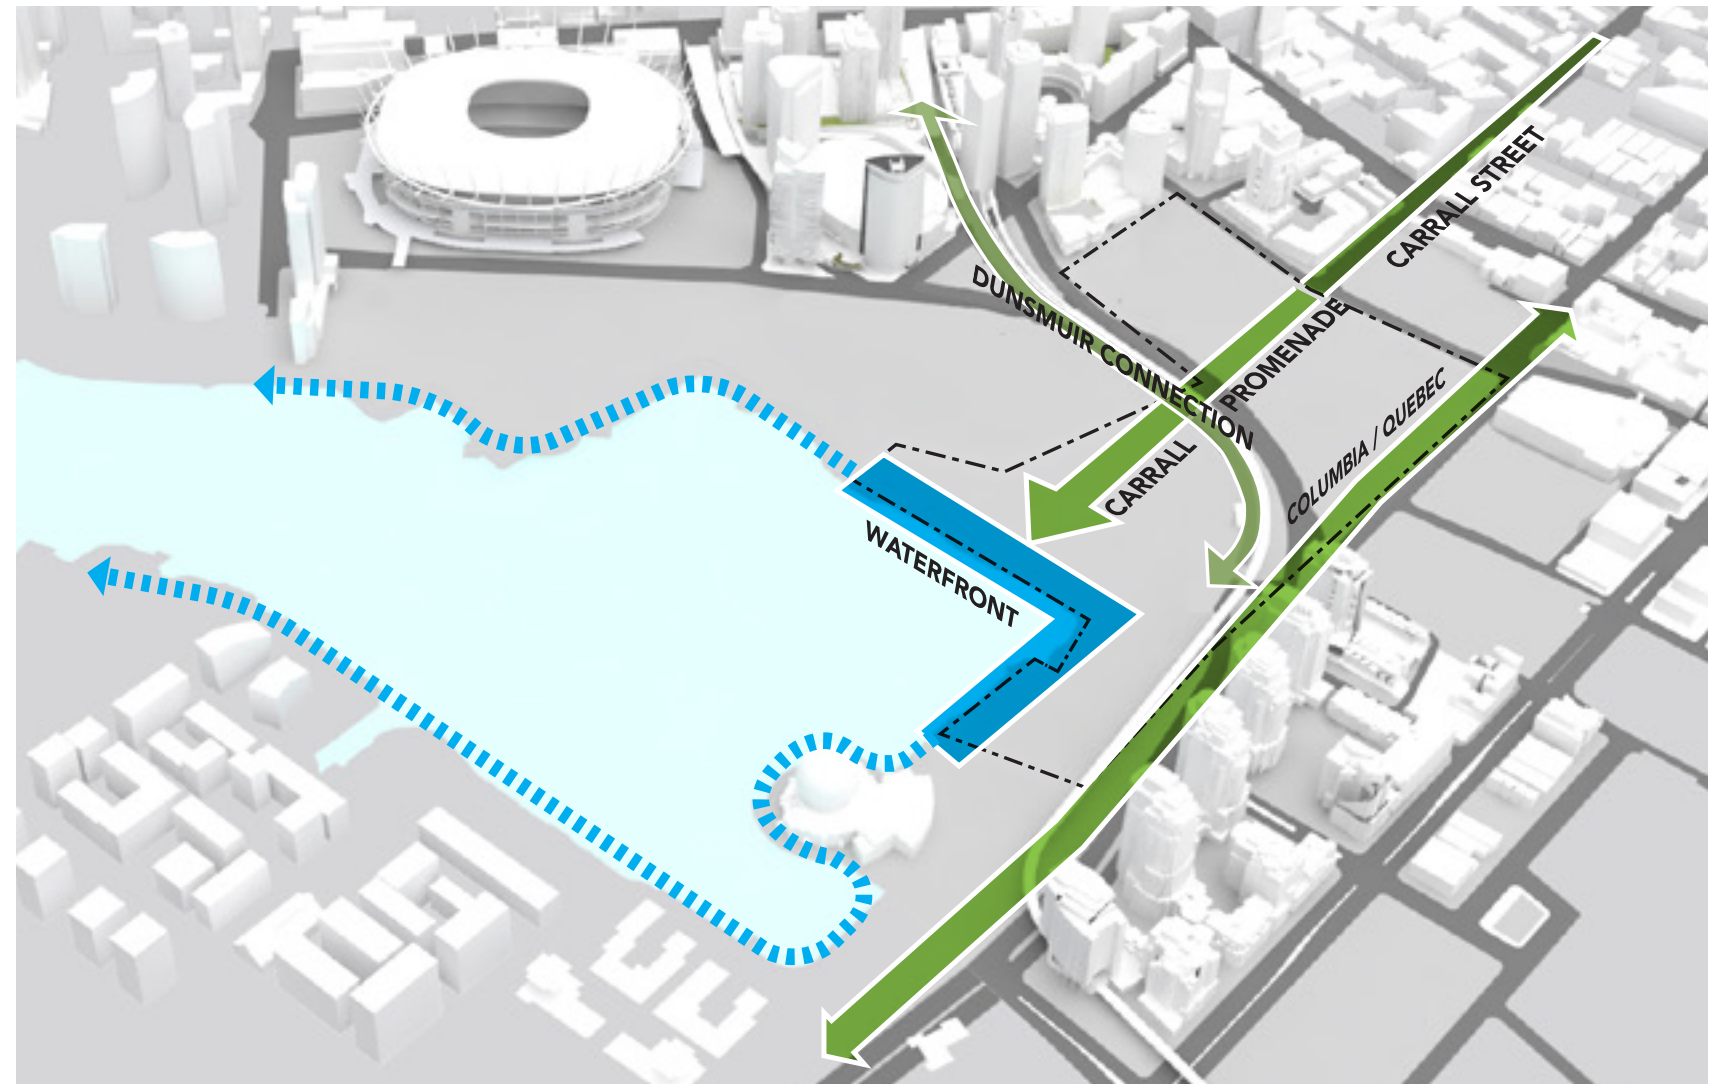 CARRALL STREET
DUNSMUIR CONNECTION
CARRALL PROMENADE
COLUMBIA / QUEBEC
WATERFRONT